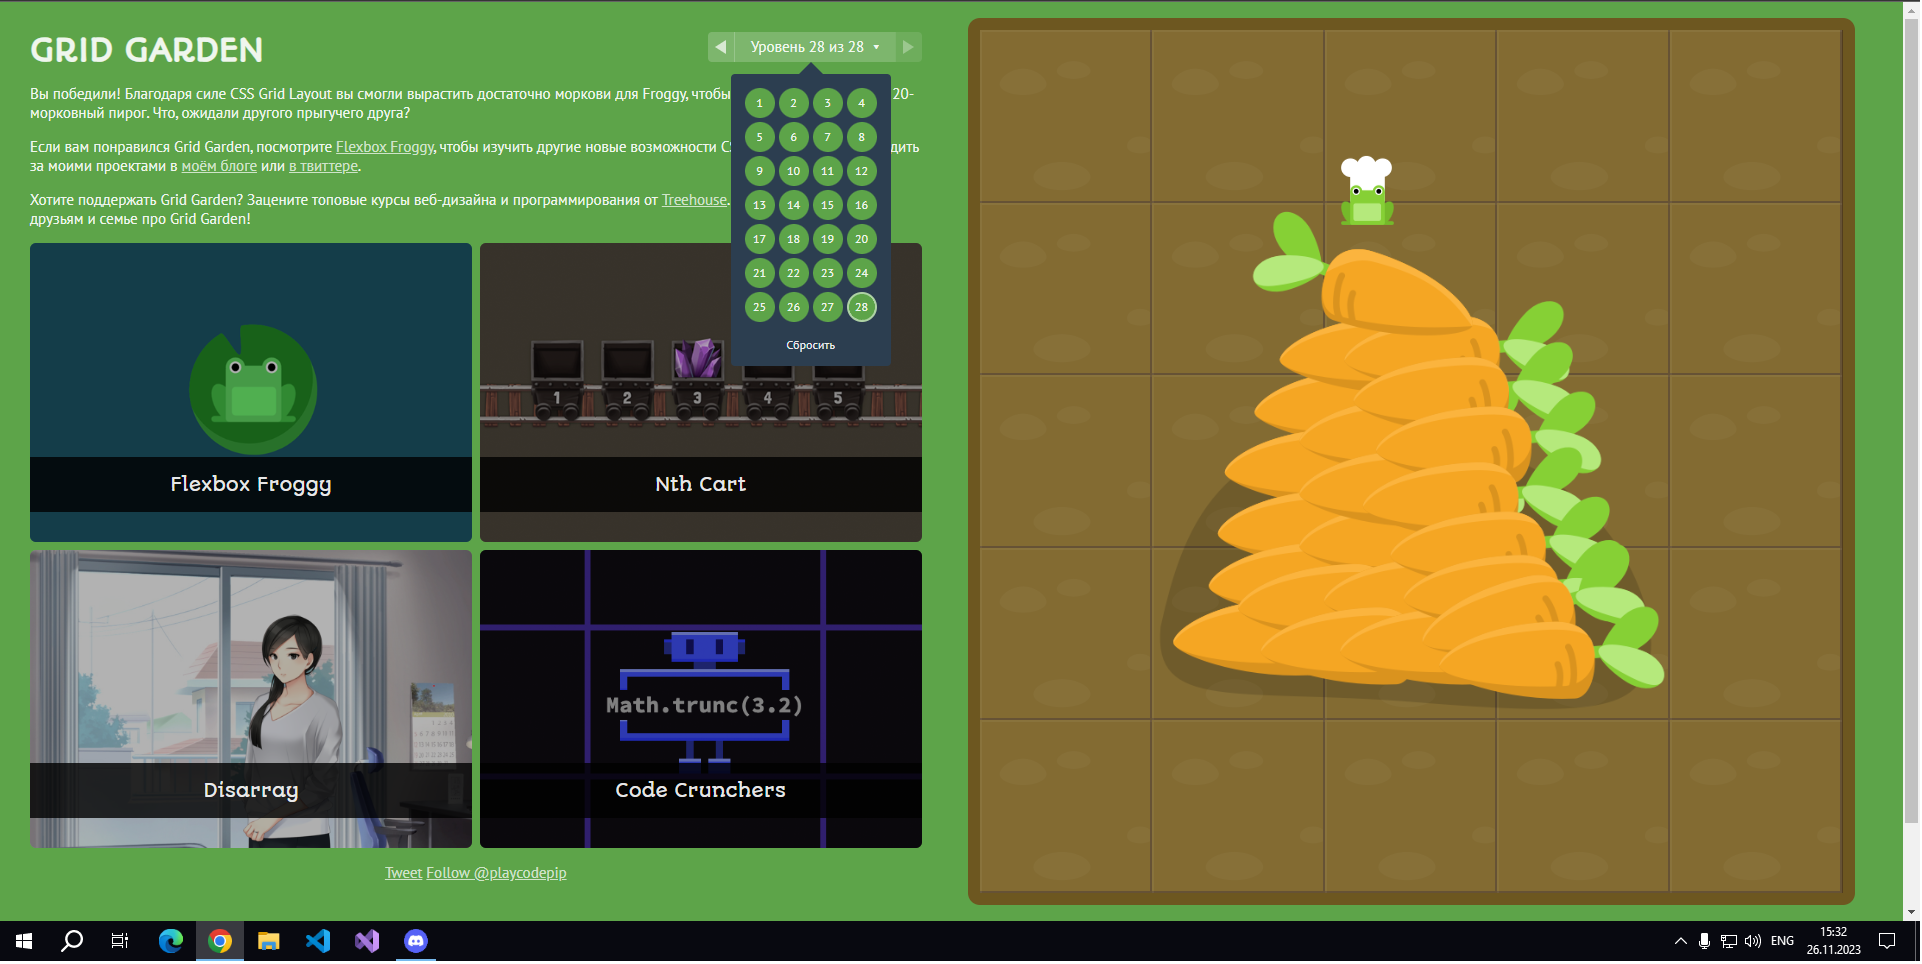 GRID GARDEN
Уровень 28 из 28
Вы победили! Благодаря силе CSS Grid Layout вы смогли вырастить достаточно моркови для Froggy, чтобы 20-
морковный пирог. Что, ожидали другого прыгучего друга?
Если вам понравился Grid Garden, посмотрите Flexbox Froggy, чтобы изучить другие новые возможности дить
за моими проектами в моём блоге или в твиттере.
Хотите поддержать Grid Garden? Зацените топовые курсы веб-дизайна и программирования от Treehouse.
друзьям и семье про Grid Garden!
1 2 3 4
5 6 7 8
9 10 11 12
13 14 15 16
17 18 19 20
21 22 23 24
25 26 27 28
Сбросить
1 2 3 4 5
Flexbox Froggy
Nth Cart
Math.trunc(3.2)
Disarray
Code Crunchers
Tweet Follow @playcodepip
ENG
15:32
26.11.2023